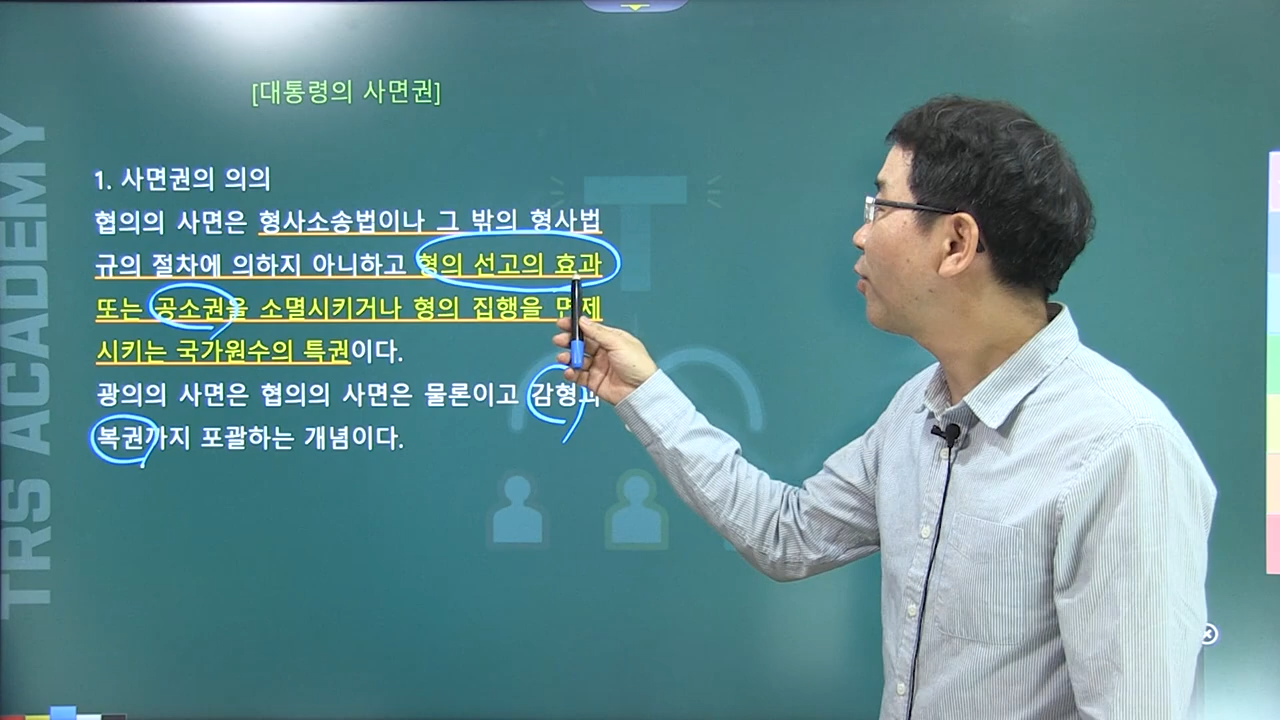 [대통령의 사면권]
1. 사면권의 의의
협의의 사면은 형사소송법이나 그 밖의 형사법
규의 절차에 의하지 아니하고 형의 선고의 효과
또는 공소권을 소멸시키거나 형의 집행을 면제
시키는 국가원수의 특권이다.
광의의 사면은 협의의 사면은 물론이고 감형과
복권까지 포괄하는 개념이다.
TRS ACADEMY